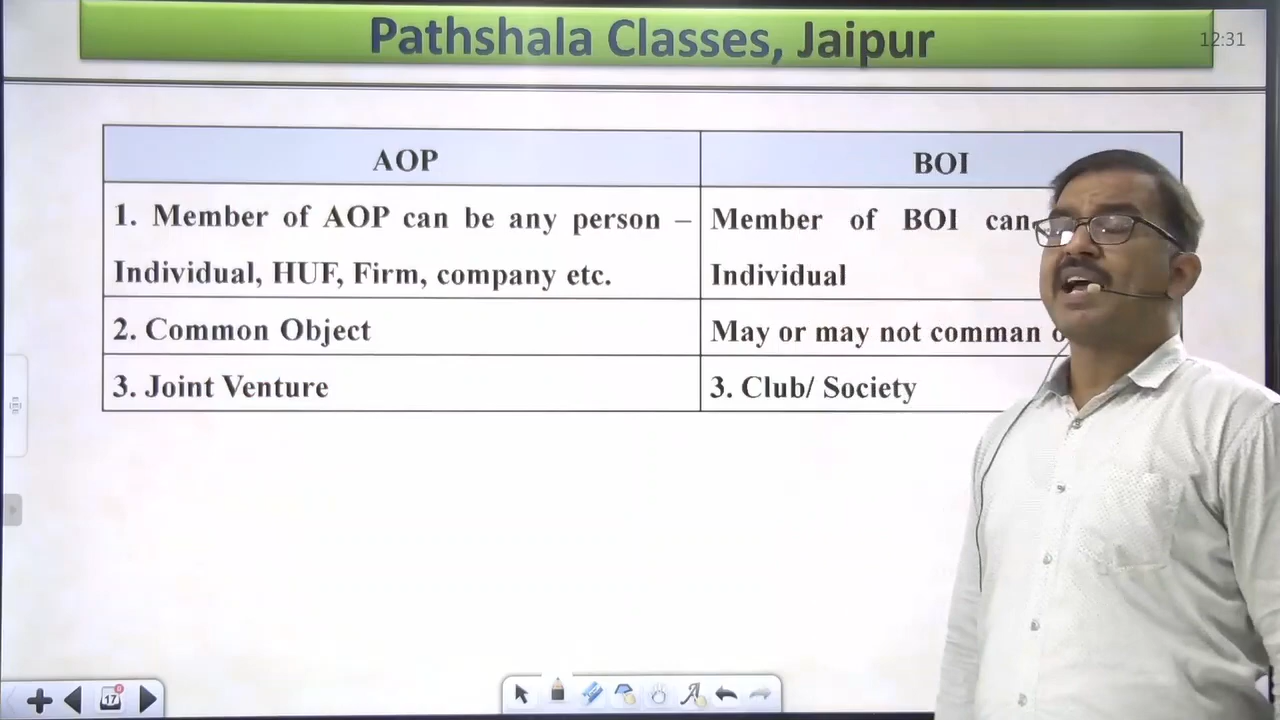 Pathshala Classes, Jaipur
12:31
AOP
BOI
1. Member of AOP can be any person –
Individual, HUF, Firm, company etc.
Member of BOI can
Individual
2. Common Object
May or may not comman
3. Joint Venture
3. Club/ Society
17